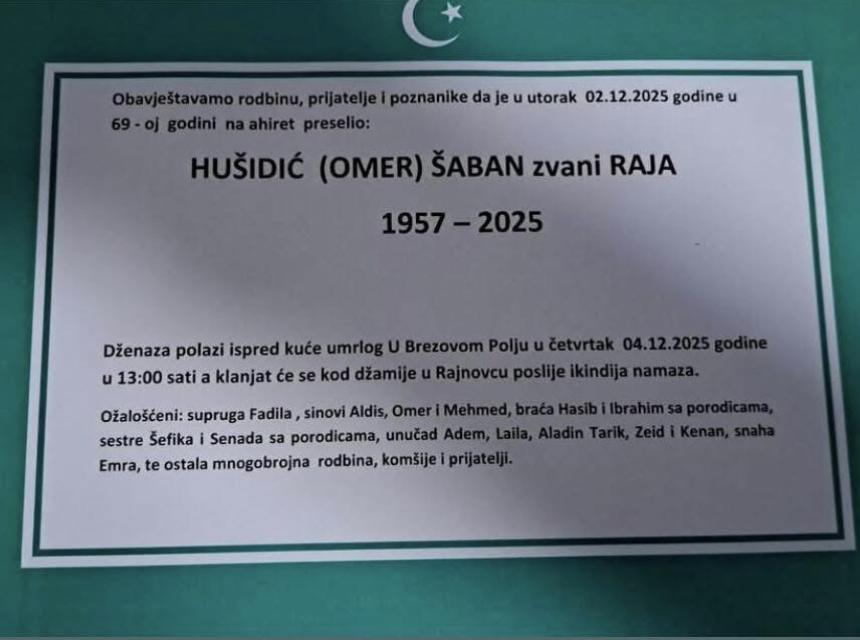 Obavještavamo rodbinu, prijatelje i poznanike da je u utorak 02.12.2025 godine u
69 - oj godini na ahiret preselio:
HUŠIDIĆ (OMER) ŠABAN zvani RAJA
1957 – 2025
Dženaza polazi ispred kuće umrlog U Brezovom Polju u četvrtak 04.12.2025 godine
u 13:00 sati a klanjat će se kod džamije u Rajnovcu poslije ikindija namaza.
Ožalošćeni: supruga Fadila , sinovi Aldis, Omer i Mehmed, braća Hasib i Ibrahim sa porodicama,
sestre Šefika i Senada sa porodicama, unučad Adem, Laila, Aladin Tarik, Zeid i Kenan, snaha
Emra, te ostala mnogobrojna rodbina, komšije i prijatelji.